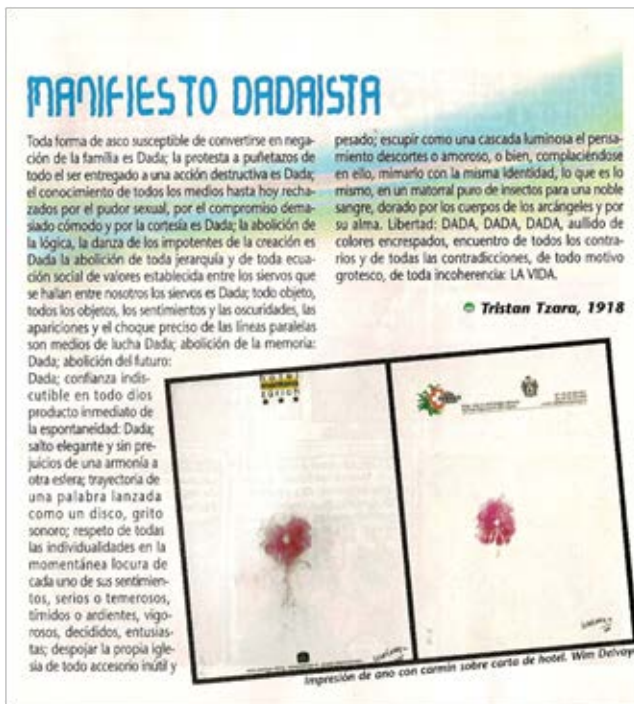 MANIFIESTO DADAISTA
Toda forma de asco susceptible de convertirse en nega-
ción de la familia es Dada; la protesta a puñetazos de
todo el ser entregado a una acción destructiva es Dada;
el conocimiento de todos los medios hasta hoy recha-
zados por el pudor sexual, por el compromiso dema-
siado cómodo y por la cortesía es Dada; la abolición de
la lógica, la danza de los impotentes de la creación es
Dada la abolición de toda jerarquía y de toda ecua-
ción social de valores establecida entre los siervos que
se hallan entre nosotros los siervos es Dada; todo objeto,
todos los objetos, los sentimientos y las oscuridades, las
apariciones y el choque preciso de las líneas paralelas
son medios de lucha Dada; abolición de la memoria:
Dada; abolición del futuro:
Dada; confianza indis-
cutible en todo dios
producto inmediato de
la espontaneidad: Dada;
salto elegante y sin pre-
juicios de una armonía a
otra esfera; trayectoria de
una palabra lanzada
como un disco, grito
sonoro; respeto de todas
las individualidades en la
momentánea locura de
cada uno de sus sentimien-
tos, serios o temerosos,
tímidos o ardientes, vigo-
rosos, decididos, entusias-
tas; despojar la propia igle-
sia de todo accesorio inútil y
pesado; escupir como una cascada luminosa el pensa-
miento descortes o amoroso, o bien, complaciéndose
en ello, mimarlo con la misma identidad, lo que es lo
mismo, en un matorral puro de insectos para una noble
sangre, dorado por los cuerpos de los arcángeles y por
su alma. Libertad: DADA, DADA, DADA, aullido de
colores encrespados, encuentro de todos los contra-
rios y de todas las contradicciones, de todo motivo
grotesco, de toda incoherencia: LA VIDA.
Tristan Tzara, 1918
hotel
zürich
Impresión de ano con carmín sobre carta de hotel. Wim Delvoye